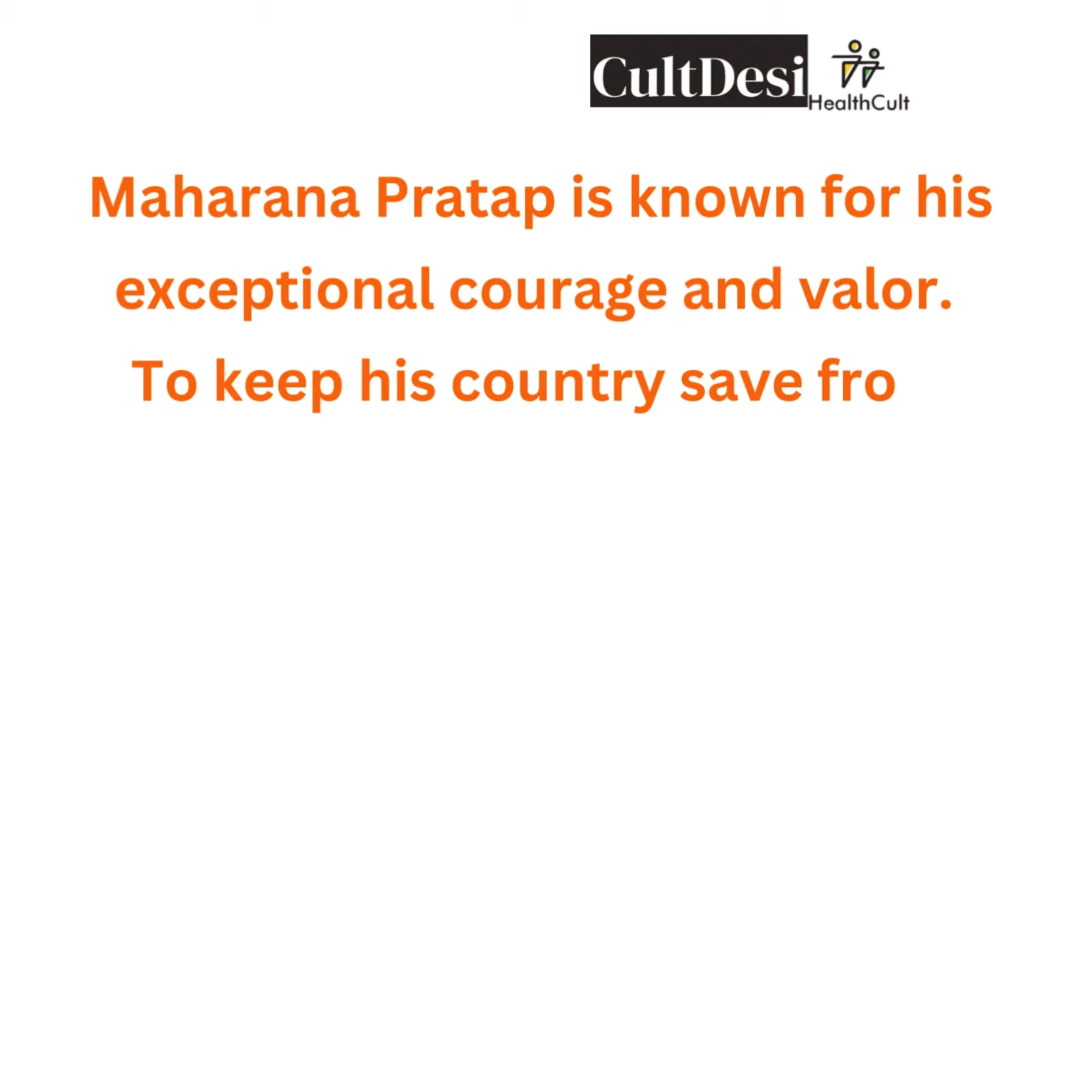 CultDesi
HealthCult
Maharana Pratap is known for his
exceptional courage and valor.
To keep his country save fro